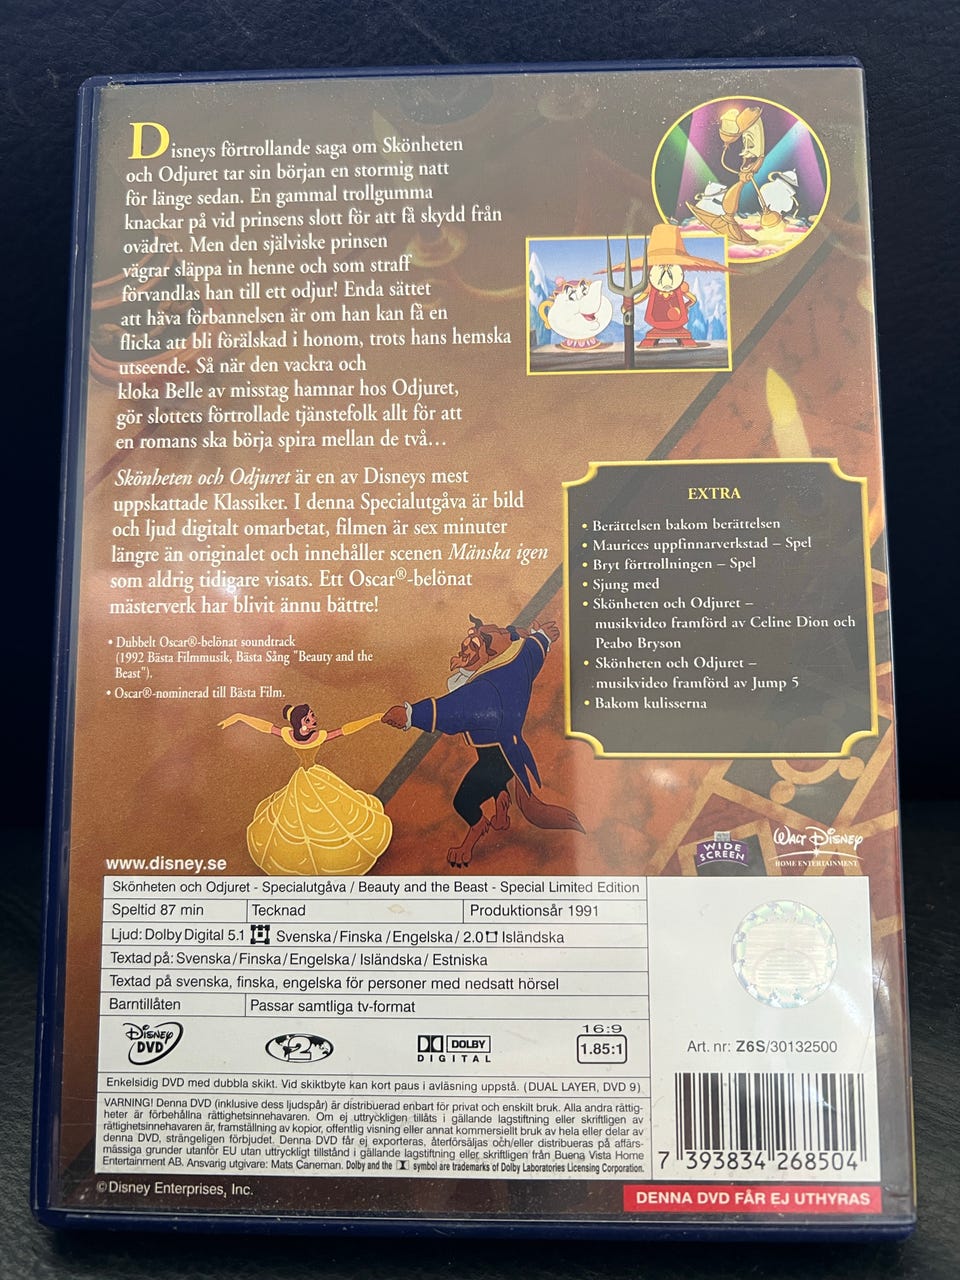 Disneys förtrollande saga om Skönheten
och Odjuret tar sin början en stormig natt
för länge sedan. En gammal trollgumma
knackar på vid prinsens slott för att få skydd från
ovädret. Men den själviske prinsen
vägrar släppa in henne och som straff
förvandlas han till ett odjur! Enda sättet
att häva förbannelsen är om han kan få en
flicka att bli förälskad i honom, trots hans hemska
utseende. Så när den vackra och
kloka Belle av misstag hamnar hos Odjuret,
gör slottets förtrollade tjänstefolk allt för att
en romans ska börja spira mellan de två...
Skönheten och Odjuret är en av Disneys mest
uppskattade Klassiker. I denna Specialutgåva är bild
och ljud digitalt omarbetat, filmen är sex minuter
längre än originalet och innehåller scenen Mänska igen
som aldrig tidigare visats. Ett Oscar®-belönat
mästerverk har blivit ännu bättre!
• Dubbelt Oscar®-belönat soundtrack
(1992 Bästa Filmmusik, Bästa Sång "Beauty and the
Beast").
• Oscar®-nominerad till Bästa Film.
EXTRA
• Berättelsen bakom berättelsen
• Maurices uppfinnarverkstad – Spel
• Bryt förtrollningen – Spel
• Sjung med
• Skönheten och Odjuret –
musikvideo framförd av Celine Dion och
Peabo Bryson
• Skönheten och Odjuret –
musikvideo framförd av Jump 5
• Bakom kulisserna
www.disney.se
WIDE
SCREEN
WALT DISNEY
HOME ENTERTAINMENT
Skönheten och Odjuret - Specialutgåva / Beauty and the Beast - Special Limited Edition
Speltid 87 min Tecknad Produktionsår 1991
Ljud: Dolby Digital 5.1 Svenska/Finska/Engelska/ 2.0 Isländska
Textad på: Svenska/Finska/Engelska/Isländska/Estniska
Textad på svenska, finska, engelska för personer med nedsatt hörsel
Barntillåten Passar samtliga tv-format
DISNEY
DVD
2
DOLBY
DIGITAL
16:9
1.85:1
Art. nr: Z6S/30132500
Enkelsidig DVD med dubbla skikt. Vid skiktbyte kan kort paus i avläsning uppstå. (DUAL LAYER, DVD 9)
VARNING! Denna DVD (inklusive dess ljudspår) är distribuerad enbart för privat och enskilt bruk. Alla andra rättig-
heter är förbehållna rättighetsinnehavaren. Om ej uttryckligen tillåts i gällande lagstiftning eller skriftligen av
rättighetsinnehavaren är, framställning av kopior, offentlig visning eller annat kommersiellt bruk av hela eller delar av
denna DVD, strängeligen förbjudet. Denna DVD får ej exporteras, återförsäljas och/eller distribueras på affärs-
mässiga grunder utanför EU utan uttryckligt tillstånd i gällande lagstiftning eller skriftligen från Buena Vista Home
Entertainment AB. Ansvarig utgivare: Mats Caneman. Dolby and the symbol are trademarks of Dolby Laboratories Licensing Corporation.
7 393834 268504
©Disney Enterprises, Inc.
DENNA DVD FÅR EJ UTHYRAS